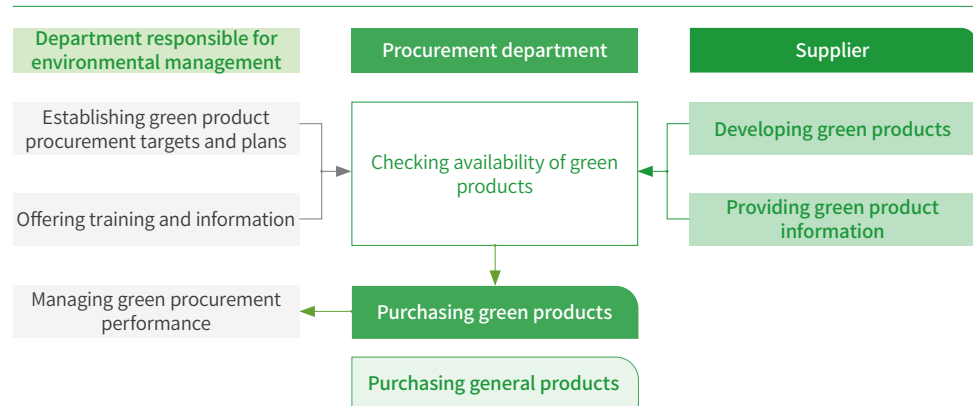 Department responsible for
environmental management
Procurement department
Supplier
Establishing green product
procurement targets and plans
Offering training and information
Checking availability of green
products
Developing green products
Providing green product
information
Managing green procurement
performance
Purchasing green products
Purchasing general products